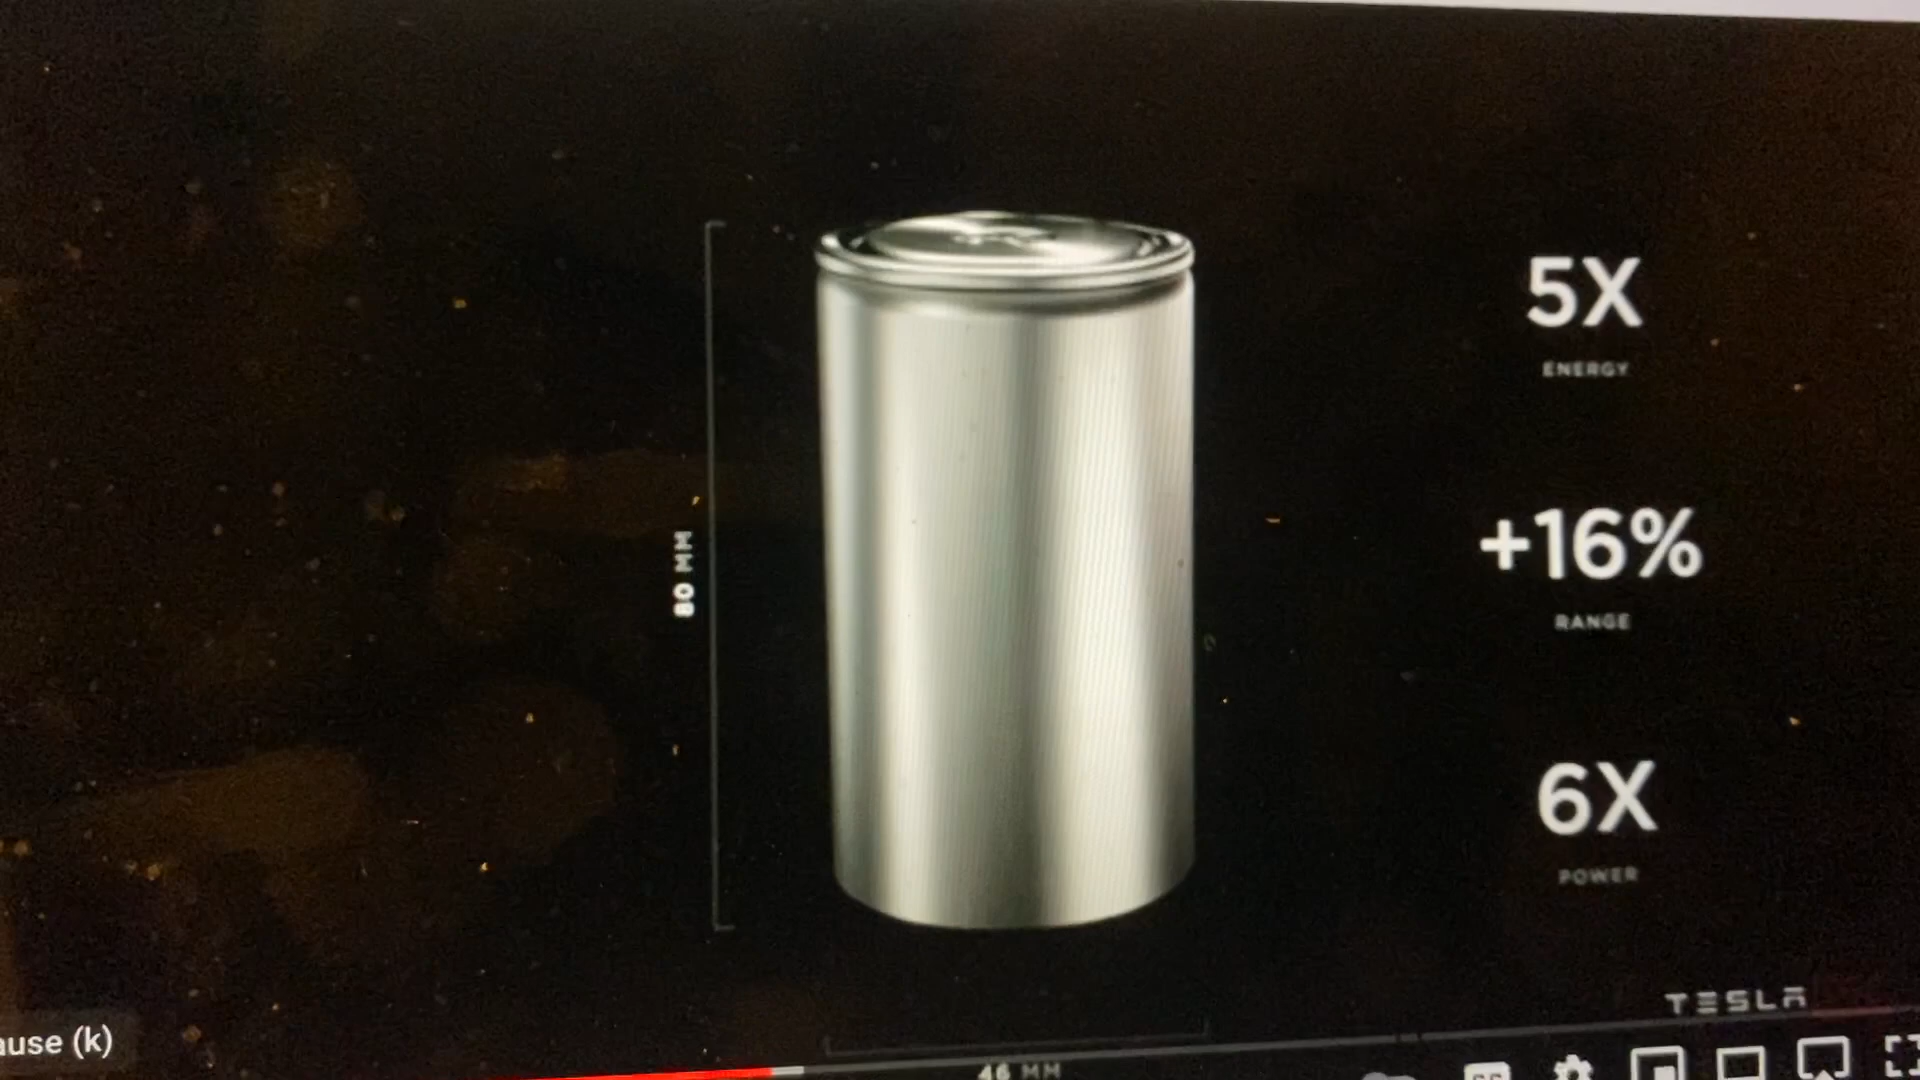 5X
ENERGY
80 MM
+16%
RANGE
6X
POWER
TESLA
ause (k)
46 MM